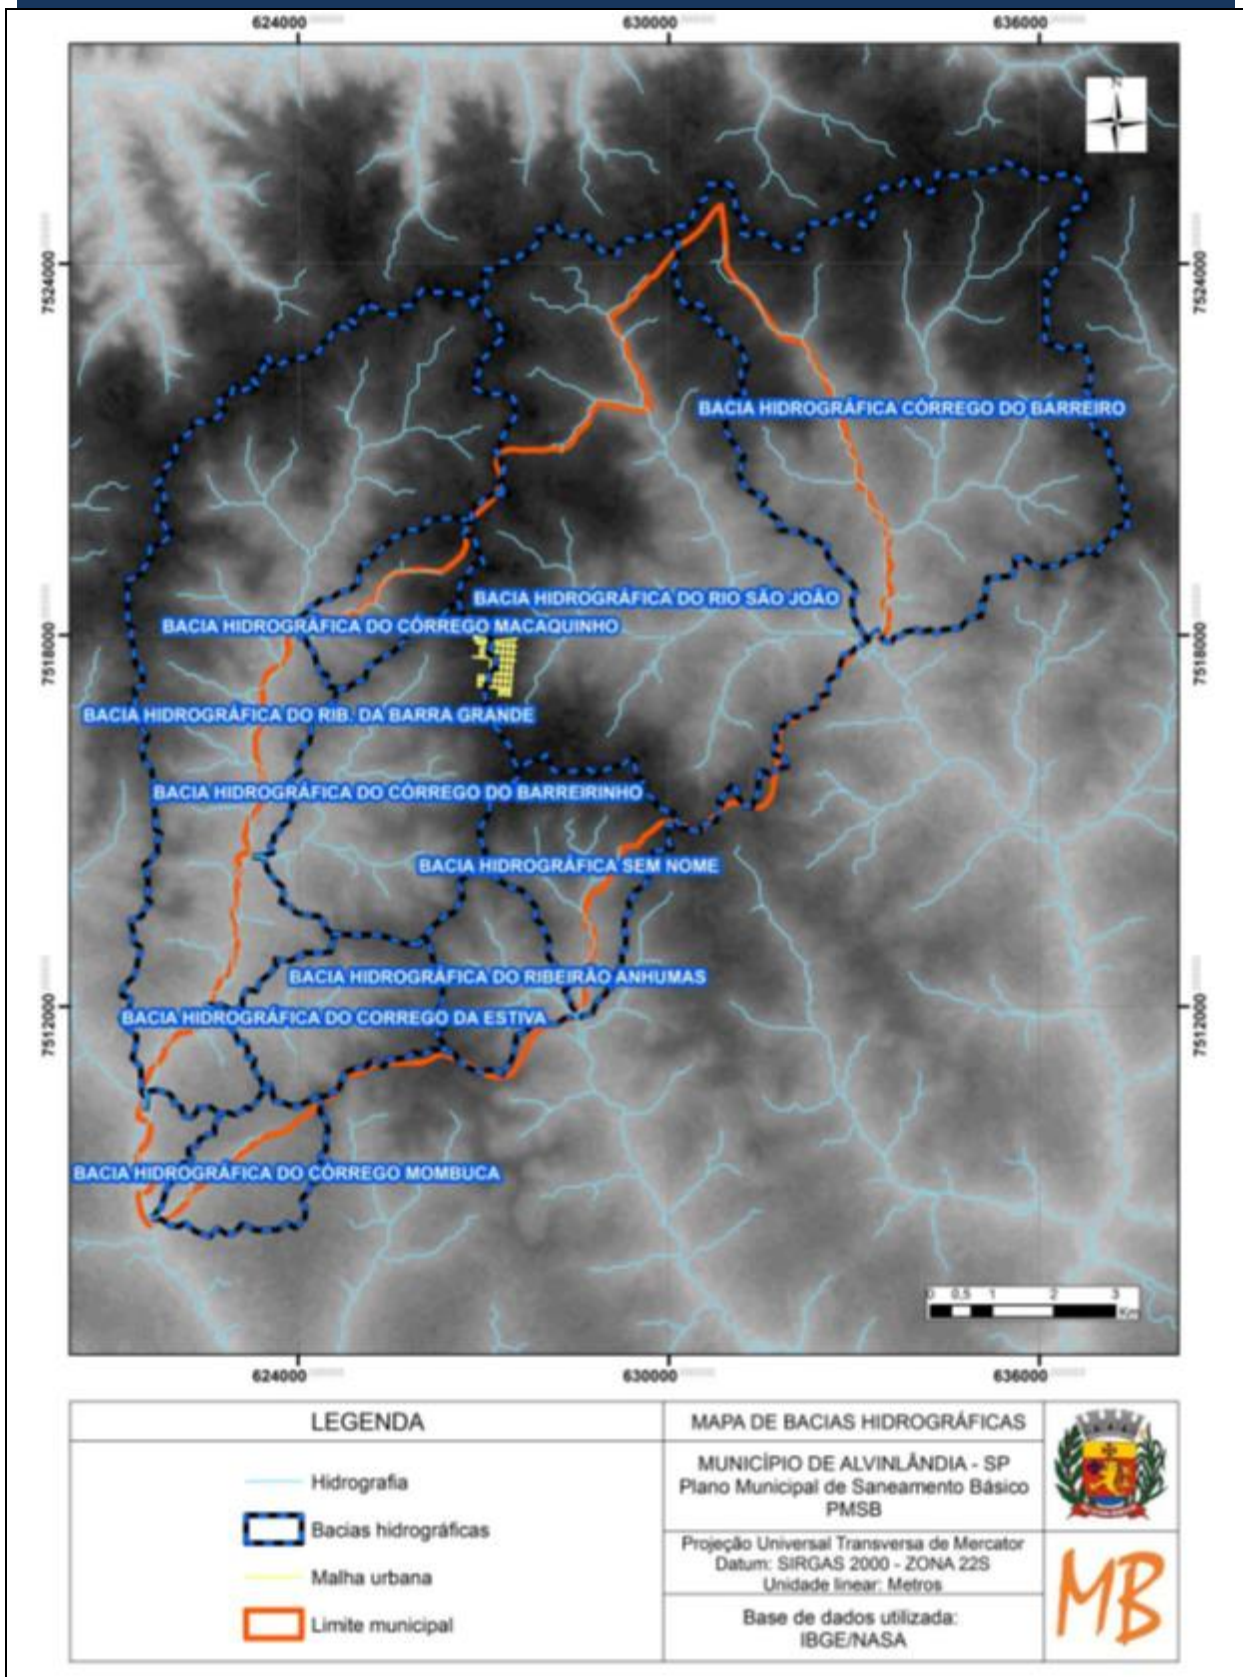 624000 630000 636000
N
7524000 7524000
BACIA HIDROGRÁFICA CÓRREGO DO BARREIRO
BACIA HIDROGRÁFICA DO RIO SÃO JOÃO
BACIA HIDROGRÁFICA DO CÓRREGO MACAQUINHO
7518000 7518000
BACIA HIDROGRÁFICA DO RIB. DA BARRA GRANDE
BACIA HIDROGRÁFICA DO CÓRREGO DO BARREIRINHO
BACIA HIDROGRÁFICA SEM NOME
BACIA HIDROGRÁFICA DO RIBEIRÃO ANHUMAS
7512000 7512000
BACIA HIDROGRÁFICA DO CORREGO DA ESTIVA
BACIA HIDROGRÁFICA DO CÓRREGO MOMBUCA
0 0,5 1 2 3
Km
624000 630000 636000
LEGENDA
Hidrografia
Bacias hidrográficas
Malha urbana
Limite municipal
MAPA DE BACIAS HIDROGRÁFICAS
MUNICÍPIO DE ALVINLÂNDIA - SP
Plano Municipal de Saneamento Básico
PMSB
Projeção Universal Transversa de Mercator
Datum: SIRGAS 2000 - ZONA 22S
Unidade linear: Metros
Base de dados utilizada:
IBGE/NASA
MB